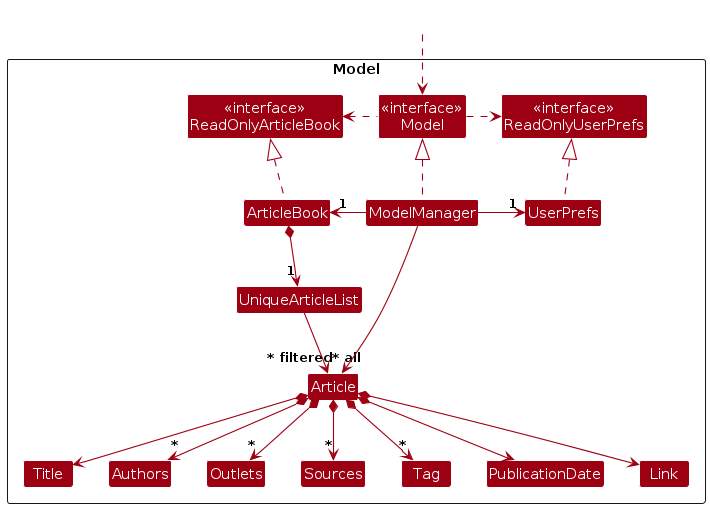 Model
«interface»
ReadOnlyArticleBook
«interface»
Model
«interface»
ReadOnlyUserPrefs
ArticleBook
1
ModelManager
1
UserPrefs
1
UniqueArticleList
* filtered
* all
Article
*
*
*
*
Title
Authors
Outlets
Sources
Tag
PublicationDate
Link